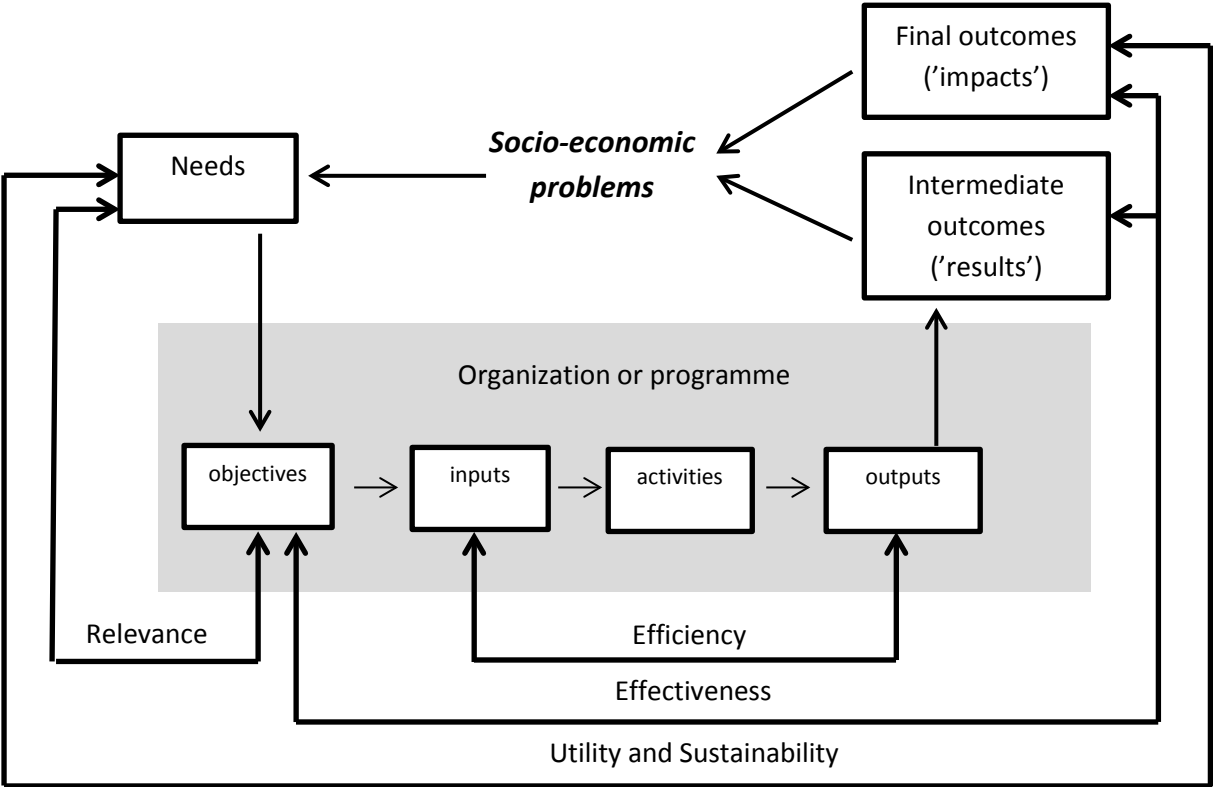 Final outcomes
(’impacts’)
Socio-economic
problems
Needs
Intermediate
outcomes
(’results’)
Organization or programme
objectives
inputs
activities
outputs
Relevance
Efficiency
Effectiveness
Utility and Sustainability